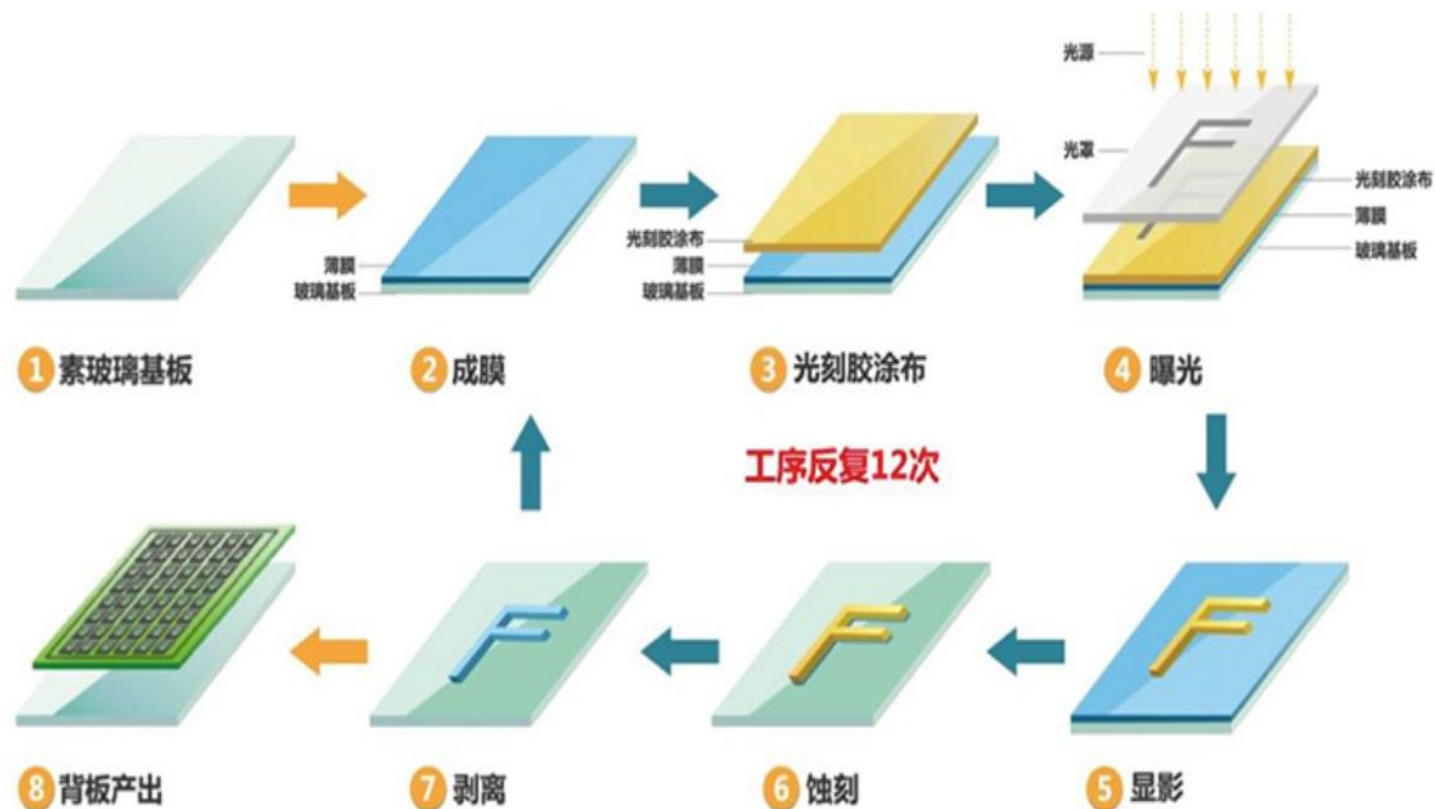 光源
光罩
光刻胶涂布
薄膜
玻璃基板
光刻胶涂布
薄膜
玻璃基板
薄膜
玻璃基板
1 素玻璃基板
2 成膜
3 光刻胶涂布
4 曝光
工序反复12次
F
F
F
F
8 背板产出
7 剥离
6 蚀刻
5 显影